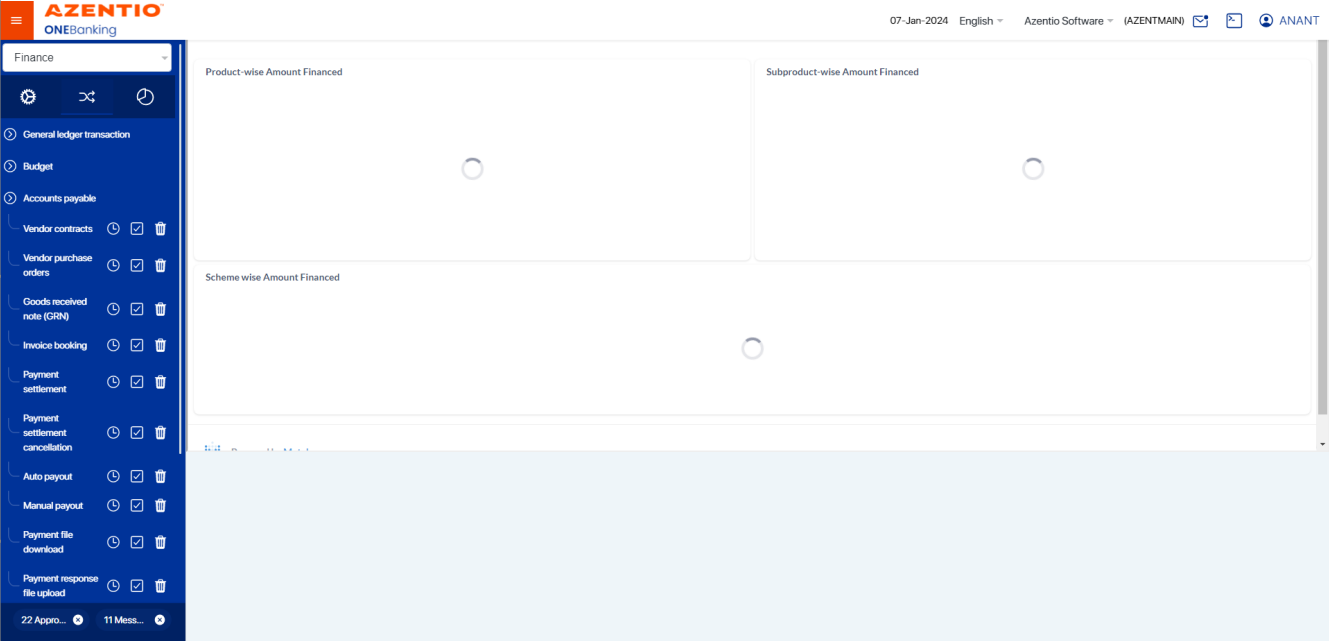 AZENTIO
ONEBanking
07-Jan-2024 English Azentio Software (AZENTMAIN) ANANT
Finance
General ledger transaction
Budget
Accounts payable
Vendor contracts
Vendor purchase
orders
Goods received
note (GRN)
Invoice booking
Payment
settlement
Payment
settlement
cancellation
Auto payout
Manual payout
Payment file
download
Payment response
file upload
22 Appro...
11 Mess...
Product-wise Amount Financed
Subproduct-wise Amount Financed
Scheme wise Amount Financed